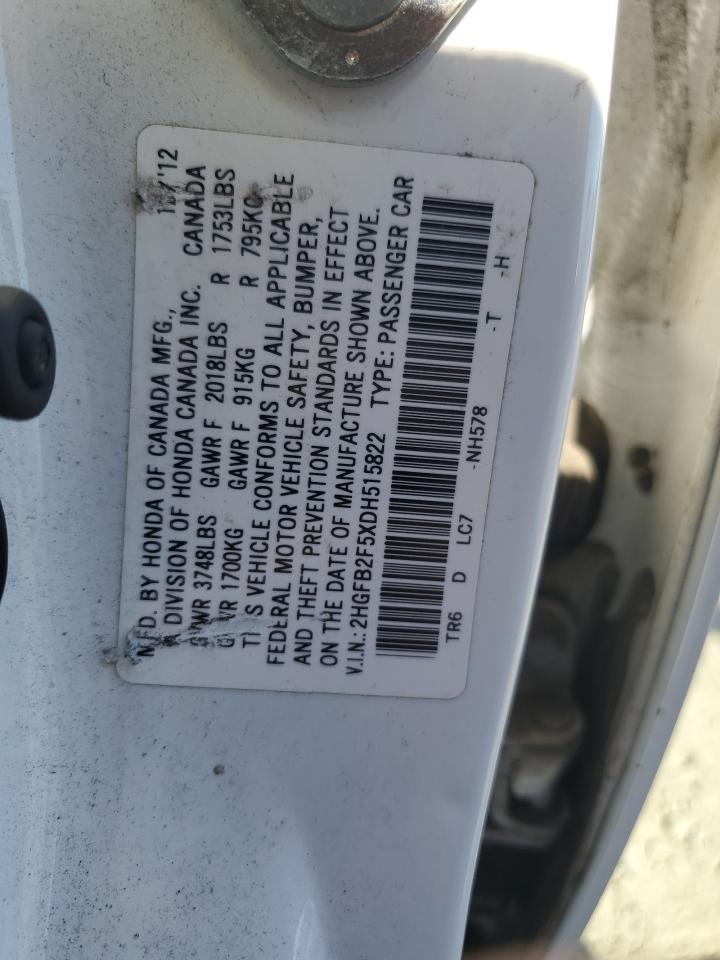 MFD. BY HONDA OF CANADA MFG., '12
DIVISION OF HONDA CANADA INC. CANADA
GVWR 3748LBS GAWR F 2018LBS R 1753LBS
GVWR 1700KG GAWR F 915KG R 795KG
THIS VEHICLE CONFORMS TO ALL APPLICABLE
FEDERAL MOTOR VEHICLE SAFETY, BUMPER,
AND THEFT PREVENTION STANDARDS IN EFFECT
ON THE DATE OF MANUFACTURE SHOWN ABOVE.
V.I.N.: 2HGFB2F5XDH515822 TYPE: PASSENGER CAR
TR6 D LC7 -NH578 -T -H